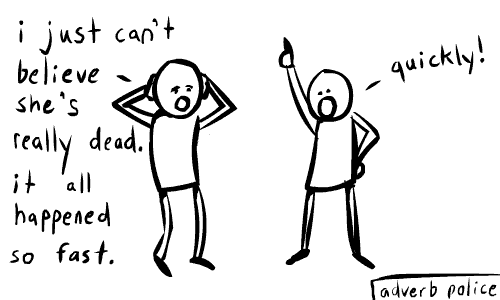 i just can't
believe
she's
really dead.
it all
happened
so fast.
quickly!
adverb police